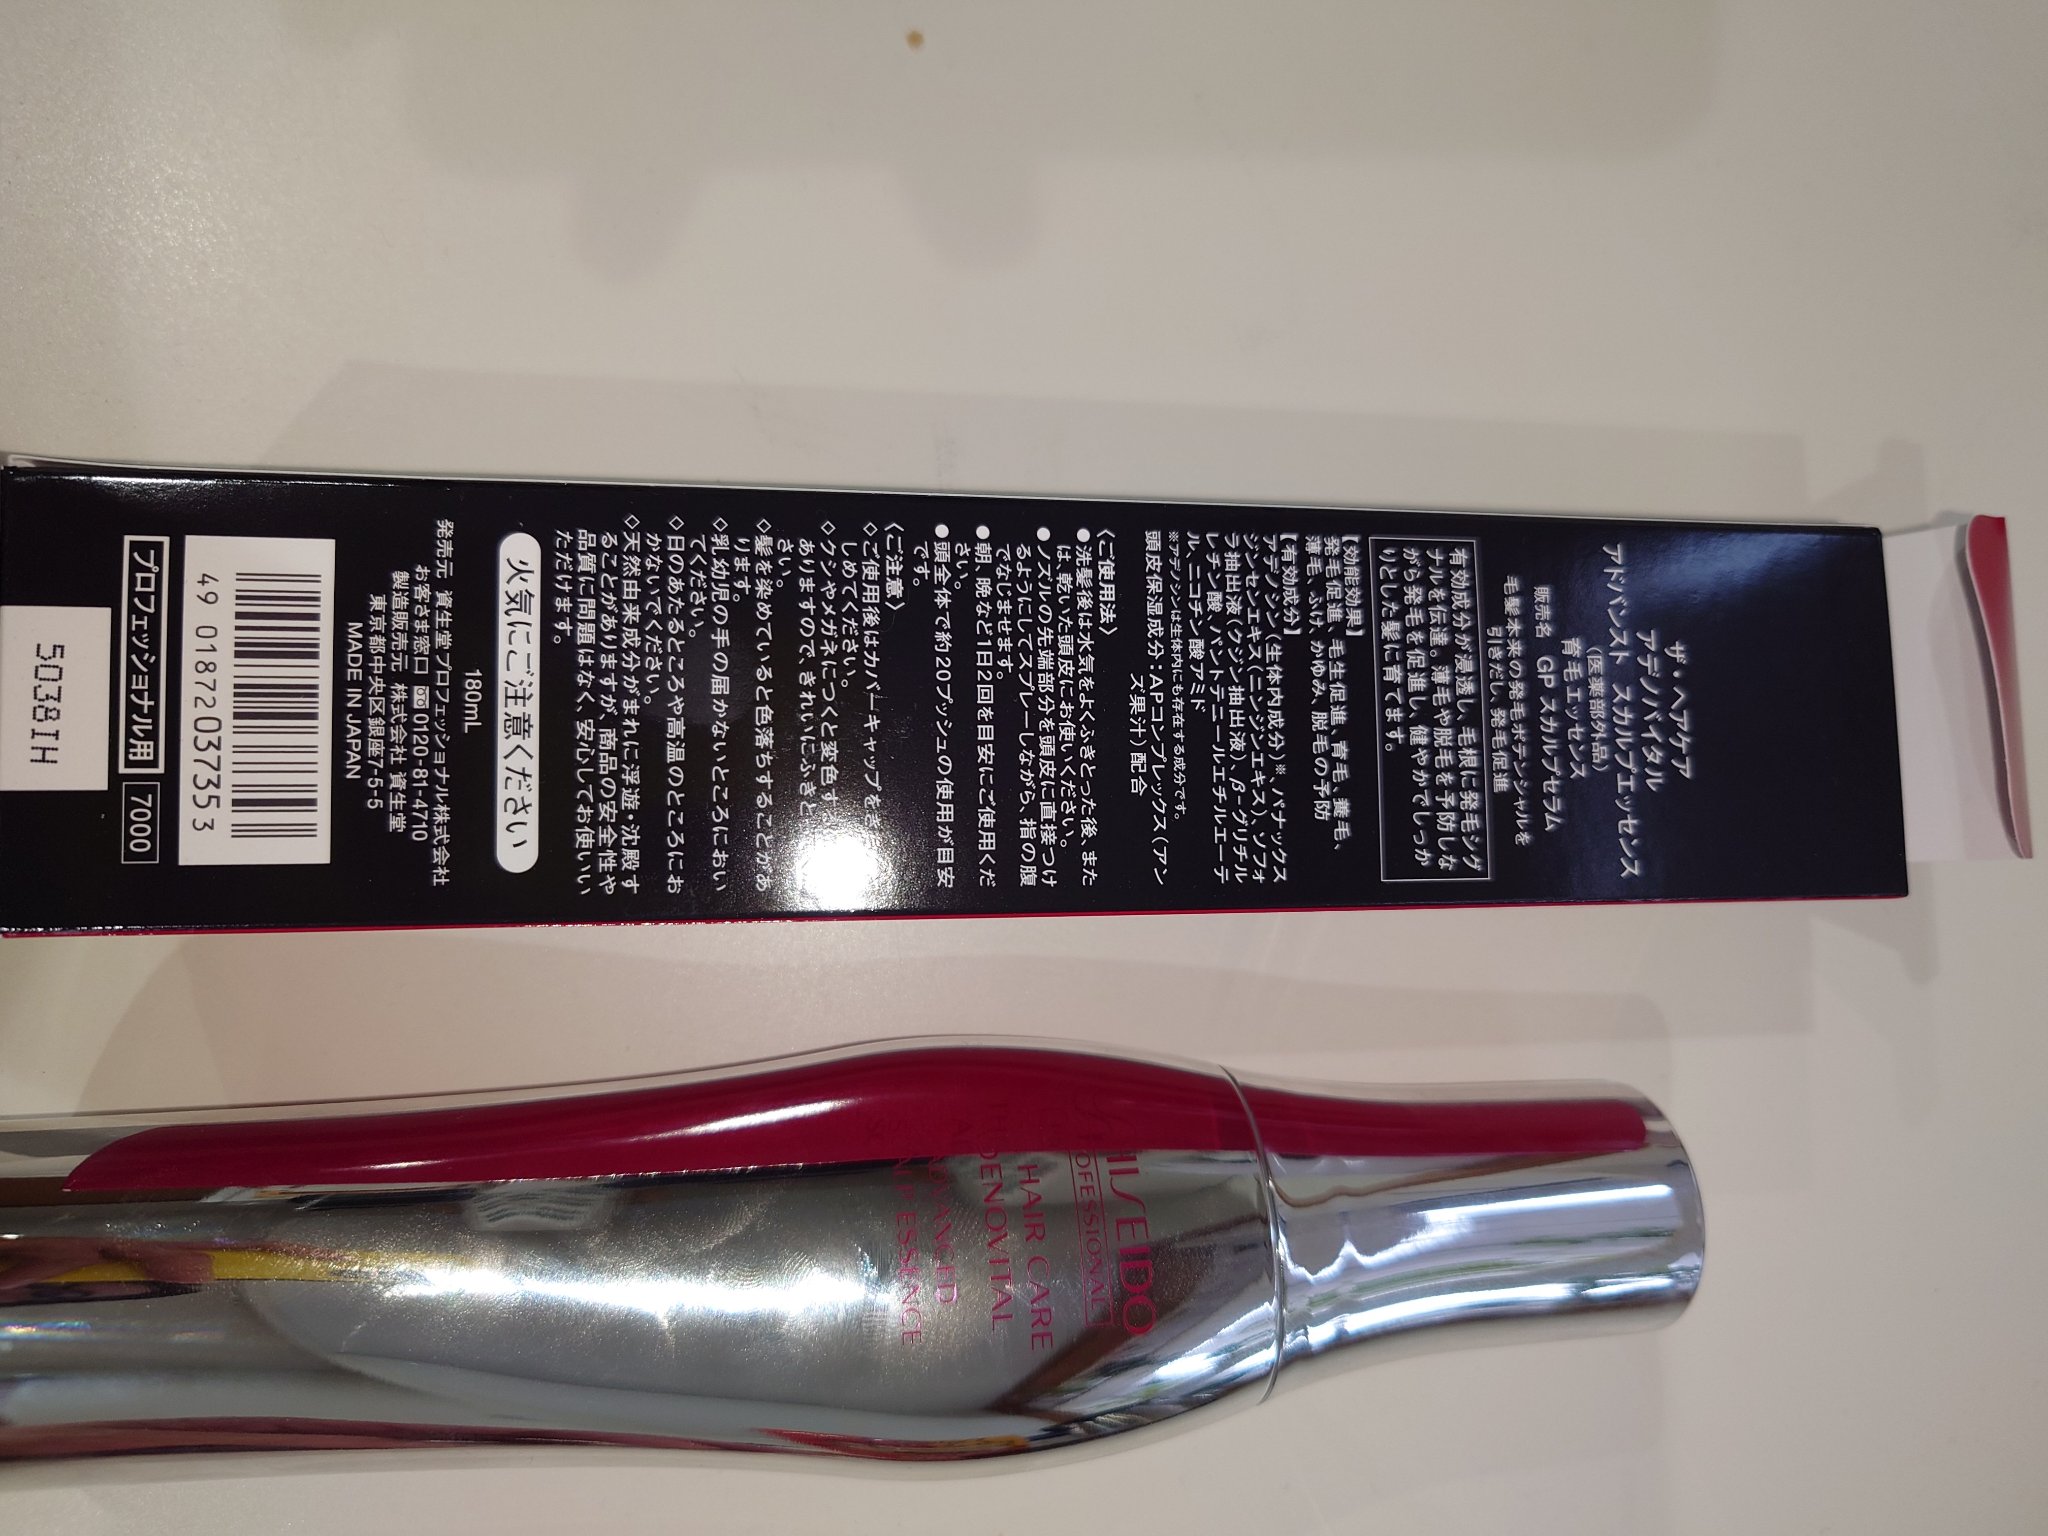 ザ・ヘアケア
アデノバイタル
アドバンスト スカルプエッセンス
(医薬部外品)
育毛エッセンス
販売名 GP スカルプセラム
毛髪本来の発毛ポテンシャルを
引きだし、発毛促進
有効成分が浸透し、毛根に発毛シグ
ナルを伝達。薄毛や脱毛を予防しな
がら発毛を促進し、健やかでしっか
りとした髪に育てます。
【効能効果】
発毛促進、毛生促進、育毛、養毛、
薄毛、ふけ、かゆみ、脱毛の予防
【有効成分】
アデノシン(生体内成分)※、パナックス
ジンセンエキス(ニンジンエキス)、ソフォ
ラ抽出液(クジン抽出液)、β-グリチル
レチン酸、パントテニールエチルエーテ
ル、ニコチン酸アミド
※アデノシンは生体内にも存在する成分です。
頭皮保湿成分:APコンプレックス(アン
ズ果汁)配合
〈ご使用法〉
●洗髪後は水気をよくふきとった後、また
は、乾いた頭皮にお使いください。
●ノズルの先端部分を頭皮に直接つけ
るようにしてスプレーしながら、指の腹
でなじませます。
●朝、晩など1日2回を目安にご使用くだ
さい。
●頭全体で約20プッシュの使用が目安
です。
〈ご注意〉
◇ご使用後はカバーキャップを
しめてください。
◇クシやメガネにつくと変色す
ありますので、きれいにふきと
さい。
◇髪を染めていると色落ちすることがあ
ります。
◇乳幼児の手の届かないところにおい
てください。
◇日のあたるところや高温のところにお
かないでください。
◇天然由来成分がまれに浮遊・沈殿す
ることがありますが、商品の安全性や
品質に問題はなく、安心してお使いい
ただけます。
火気にご注意ください
180mL
発売元 資生堂プロフェッショナル株式会社
お客さま窓口 0120-81-4710
製造販売元 株式会社 資生堂
東京都中央区銀座7-5-5
MADE IN JAPAN
49 01872037353
プロフェッショナル用 7000
5038IH
SHISEIDO
PROFESSIONAL
HAIR CARE
ADENOVITAL
ADVANCED
SCALP ESSENCE